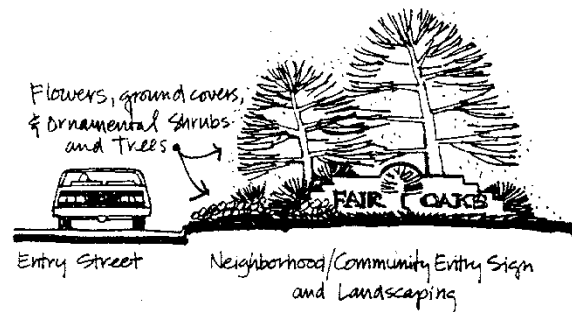 Flowers, ground covers,
& Ornamental Shrubs
and Trees
FAIR OAKS
Entry Street
Neighborhood/Community Entry Sign
and Landscaping